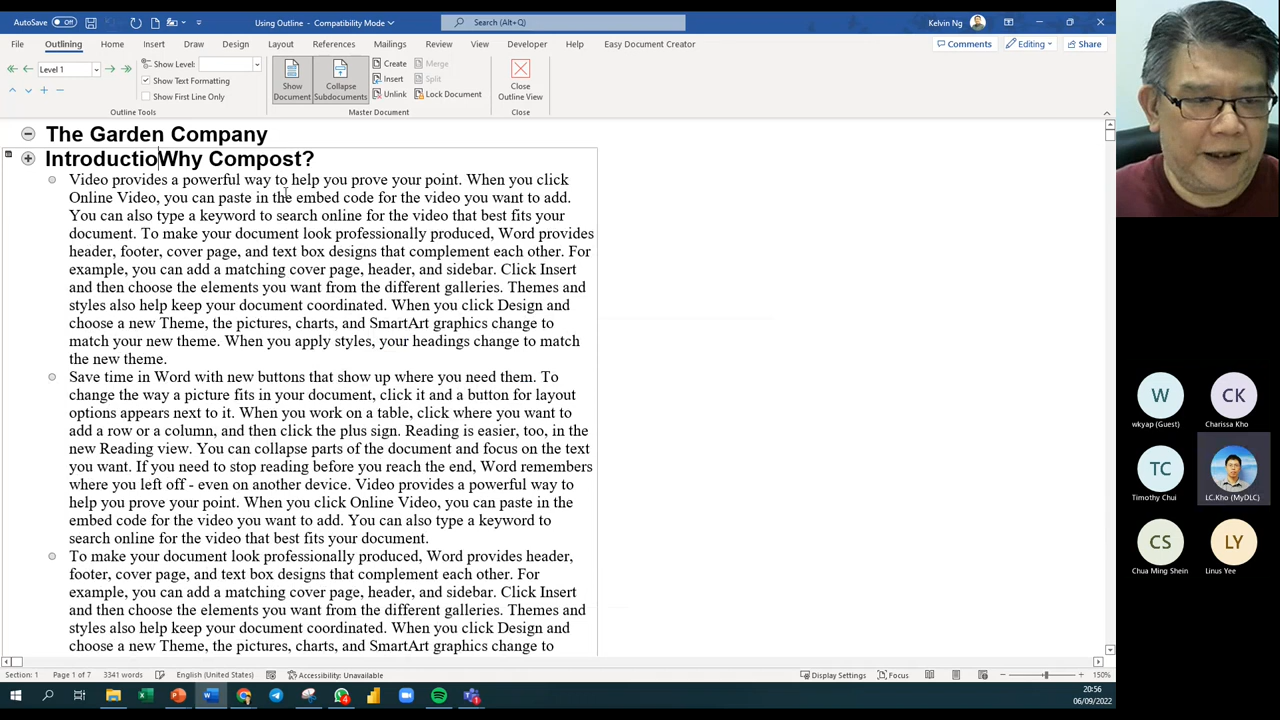 AutoSave Off Using Outline - Compatibility Mode Search (Alt+Q) Kelvin Ng
File Outlining Home Insert Draw Design Layout References Mailings Review View Developer Help Easy Document Creator Comments Editing Share
Level 1 Show Level:
Show Text Formatting
Show First Line Only
Outline Tools
Show Document
Collapse Subdocuments
Create Merge
Insert Split
Unlink Lock Document
Master Document
Close Outline View
Close
The Garden Company
IntroductioWhy Compost?
Video provides a powerful way to help you prove your point. When you click
Online Video, you can paste in the embed code for the video you want to add.
You can also type a keyword to search online for the video that best fits your
document. To make your document look professionally produced, Word provides
header, footer, cover page, and text box designs that complement each other. For
example, you can add a matching cover page, header, and sidebar. Click Insert
and then choose the elements you want from the different galleries. Themes and
styles also help keep your document coordinated. When you click Design and
choose a new Theme, the pictures, charts, and SmartArt graphics change to
match your new theme. When you apply styles, your headings change to match
the new theme.
Save time in Word with new buttons that show up where you need them. To
change the way a picture fits in your document, click it and a button for layout
options appears next to it. When you work on a table, click where you want to
add a row or a column, and then click the plus sign. Reading is easier, too, in the
new Reading view. You can collapse parts of the document and focus on the text
you want. If you need to stop reading before you reach the end, Word remembers
where you left off - even on another device. Video provides a powerful way to
help you prove your point. When you click Online Video, you can paste in the
embed code for the video you want to add. You can also type a keyword to
search online for the video that best fits your document.
To make your document look professionally produced, Word provides header,
footer, cover page, and text box designs that complement each other. For
example, you can add a matching cover page, header, and sidebar. Click Insert
and then choose the elements you want from the different galleries. Themes and
styles also help keep your document coordinated. When you click Design and
choose a new Theme, the pictures, charts, and SmartArt graphics change to
Section: 1 Page 1 of 7 3341 words English (United States) Accessibility: Unavailable Display Settings Focus 150%
20:56
06/09/2022
W CK
wkyap (Guest) Charissa Kho
TC
Timothy Chui LC.Kho (MyDLC)
CS LY
Chua Ming Shein Linus Yee